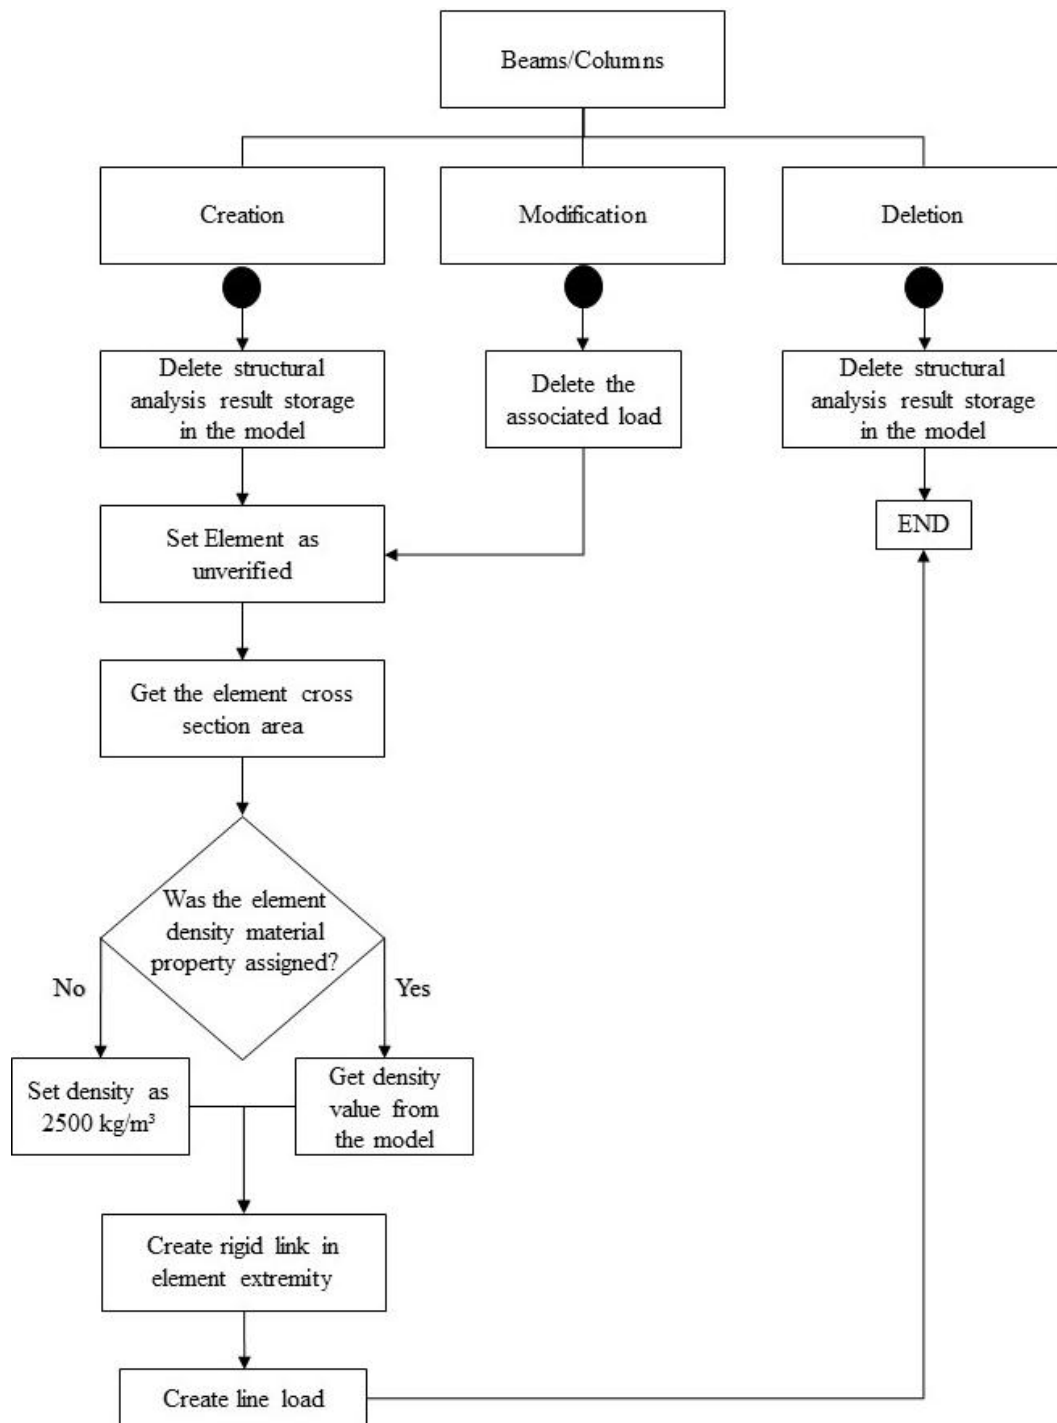 Beams/Columns
Creation
Modification
Deletion
Delete structural
analysis result storage
in the model
Delete the
associated load
Delete structural
analysis result storage
in the model
Set Element as
unverified
END
Get the element cross
section area
Was the element
density material
property assigned?
No
Yes
Set density as
2500 kg/m³
Get density
value from
the model
Create rigid link in
element extremity
Create line load